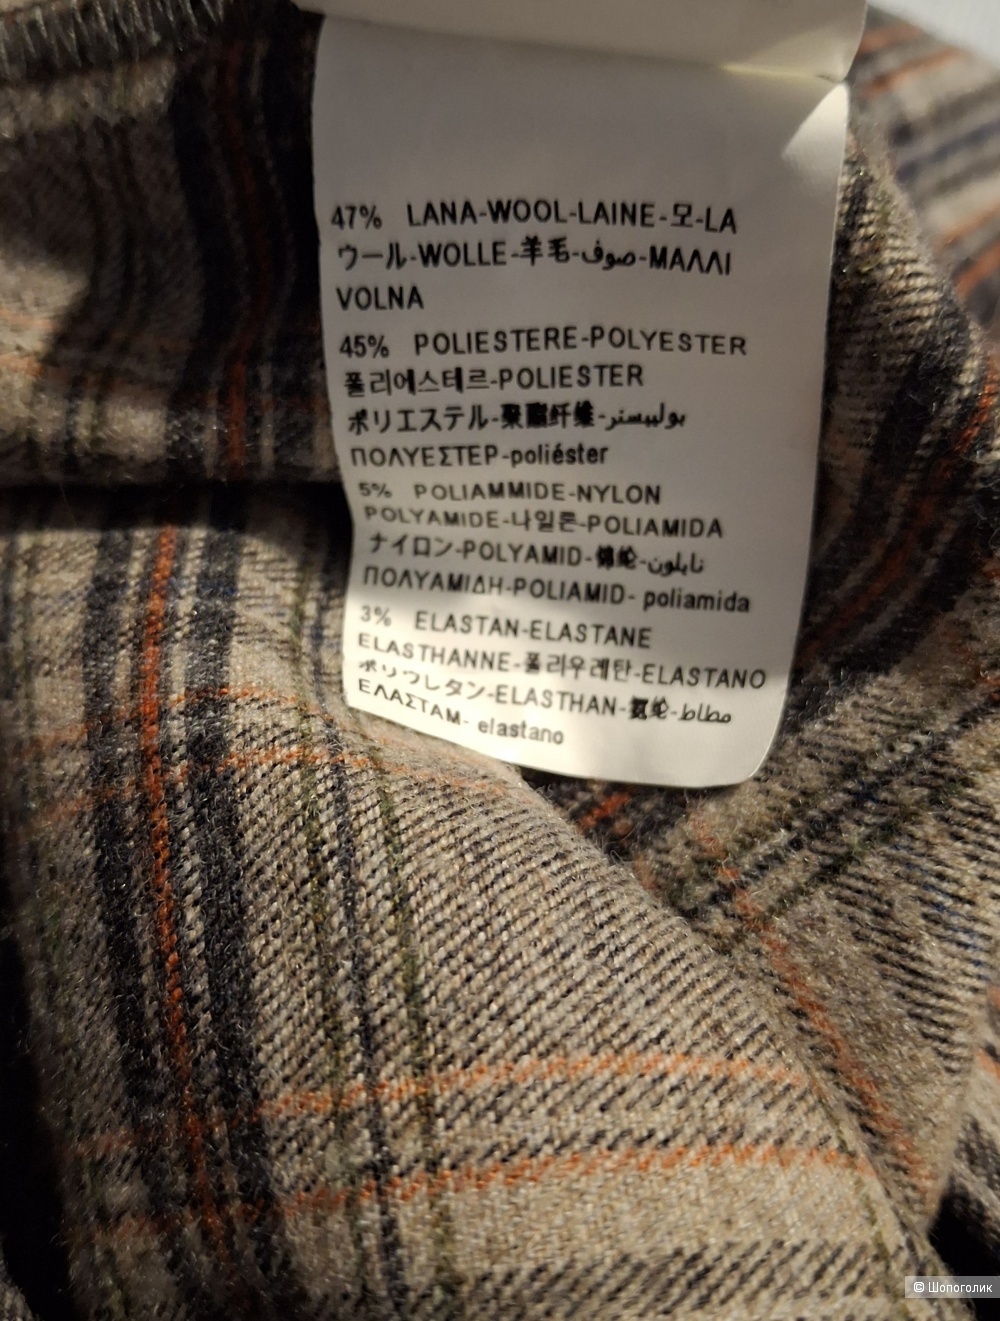 47% LANA-WOOL-LAINE-모-LA
ウール-WOLLE-羊毛-صوف-ΜΑΛΛΙ
VOLNA
45% POLIESTERE-POLYESTER
폴리에스테르-POLIESTER
ポリエステル-聚酯纤维-بوليستر
ΠΟΛΥΕΣΤΕΡ-poliéster
5% POLIAMMIDE-NYLON
POLYAMIDE-나일론-POLIAMIDA
ナイロン-POLYAMID-锦纶-نايلون
ΠΟΛΥΑΜΙΔΗ-POLIAMID- poliamida
3% ELASTAN-ELASTANE
ELASTHANNE-폴리우레탄-ELASTANO
ポリウレタン-ELASTHAN-氨纶-مطاط
ΕΛΑΣΤΑΜ- elastano
© Шопоголик